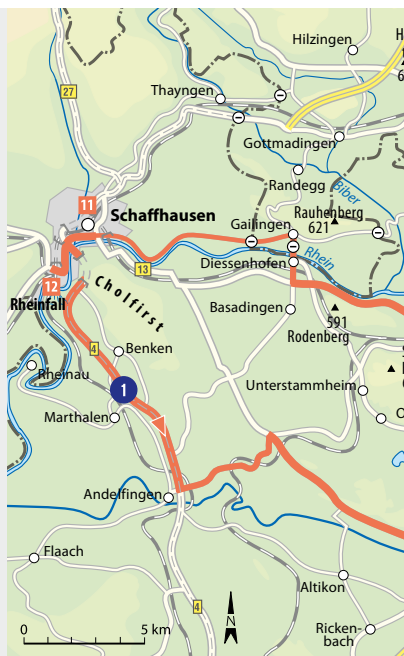 Hilzingen
H
6
27
Thayngen
Gottmadingen
Randegg
Biber
11
Schaffhausen
Rauhenberg
621
Gailingen
Rhein
12
13
Diessenhofen
Rheinfall
Cholfirst
Basadingen
591
Rodenberg
4
Benken
Rheinau
1
Unterstammheim
Marthalen
O
Andelfingen
Flaach
Altikon
4
N
Ricken-
bach
0
5 km